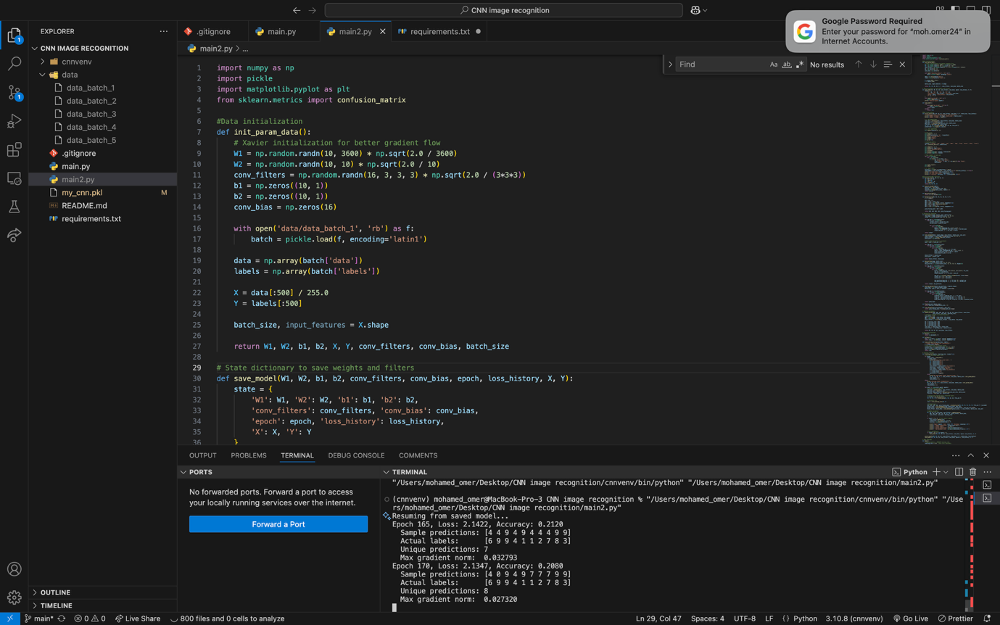 CNN image recognition
Google Password Required
Enter your password for “moh.omer24” in
Internet Accounts.
EXPLORER
CNN IMAGE RECOGNITION
cnnvenv
data
data_batch_1
data_batch_2
data_batch_3
data_batch_4
data_batch_5
.gitignore
main.py
main2.py
my_cnn.pkl M
README.md
requirements.txt
OUTLINE
TIMELINE
1
1
.gitignore
main.py
main2.py
requirements.txt
main2.py > ...
Find
Aa ab .* No results
1 import numpy as np
2 import pickle
3 import matplotlib.pyplot as plt
4 from sklearn.metrics import confusion_matrix
5
6 #Data initialization
7 def init_param_data():
8 # Xavier initialization for better gradient flow
9 W1 = np.random.randn(10, 3600) * np.sqrt(2.0 / 3600)
10 W2 = np.random.randn(10, 10) * np.sqrt(2.0 / 10)
11 conv_filters = np.random.randn(16, 3, 3, 3) * np.sqrt(2.0 / (3*3*3))
12 b1 = np.zeros((10, 1))
13 b2 = np.zeros((10, 1))
14 conv_bias = np.zeros(16)
15
16 with open('data/data_batch_1', 'rb') as f:
17 batch = pickle.load(f, encoding='latin1')
18
19 data = np.array(batch['data'])
20 labels = np.array(batch['labels'])
21
22 X = data[:500] / 255.0
23 Y = labels[:500]
24
25 batch_size, input_features = X.shape
26
27 return W1, W2, b1, b2, X, Y, conv_filters, conv_bias, batch_size
28
29 # State dictionary to save weights and filters
30 def save_model(W1, W2, b1, b2, conv_filters, conv_bias, epoch, loss_history, X, Y):
31 state = {
32 'W1': W1, 'W2': W2, 'b1': b1, 'b2': b2,
33 'conv_filters': conv_filters, 'conv_bias': conv_bias,
34 'epoch': epoch, 'loss_history': loss_history,
35 'X': X, 'Y': Y
36 }
OUTPUT PROBLEMS TERMINAL DEBUG CONSOLE COMMENTS
PORTS
No forwarded ports. Forward a port to access
your locally running services over the internet.
Forward a Port
TERMINAL
Python
"/Users/mohamed_omer/Desktop/CNN image recognition/cnnvenv/bin/python" "/Users/mohamed_omer/Desktop/CNN image recognition/main2.py"
(cnnvenv) mohamed_omer@MacBook-Pro-3 CNN image recognition % "/Users/mohamed_omer/Desktop/CNN image recognition/cnnvenv/bin/python" "/Use
rs/mohamed_omer/Desktop/CNN image recognition/main2.py"
Resuming from saved model...
Epoch 165, Loss: 2.1422, Accuracy: 0.2120
Sample predictions: [4 4 9 4 9 4 4 4 9 9]
Actual labels: [6 9 9 4 1 1 2 7 8 3]
Unique predictions: 7
Max gradient norm: 0.032793
Epoch 170, Loss: 2.1347, Accuracy: 0.2080
Sample predictions: [4 0 9 4 9 7 7 7 9 9]
Actual labels: [6 9 9 4 1 1 2 7 8 3]
Unique predictions: 8
Max gradient norm: 0.027320
main* 0 0 Live Share 800 files and 0 cells to analyze Ln 29, Col 47 Spaces: 4 UTF-8 LF {} Python 3.10.8 (cnnvenv) Go Live Prettier